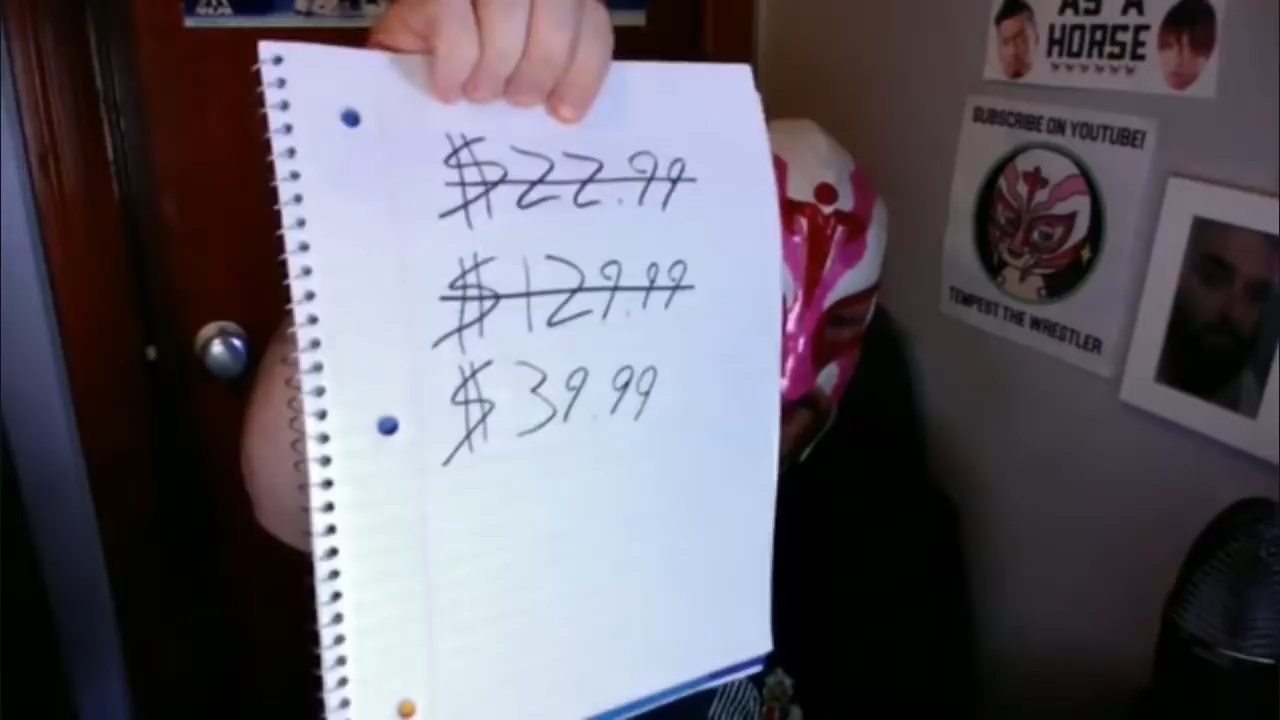 $22.99
$129.99
$39.99
AS A
HORSE
SUBSCRIBE ON YOUTUBE!
TEMPEST THE WRESTLER